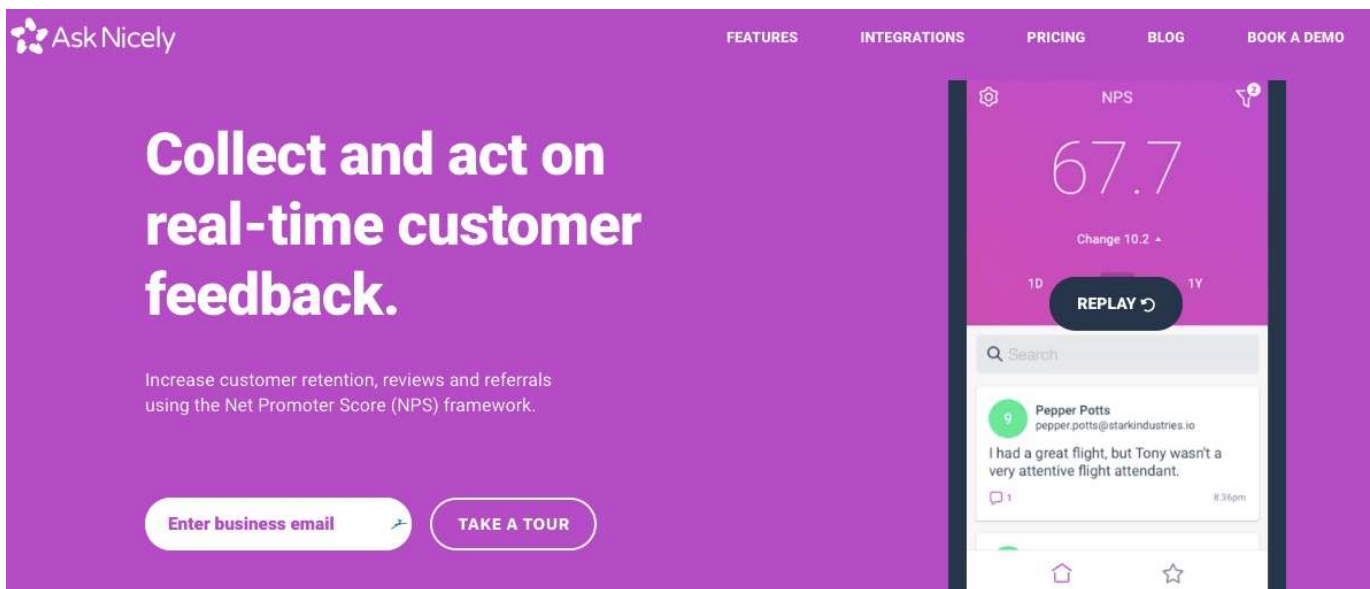 Ask Nicely
FEATURES
INTEGRATIONS
PRICING
BLOG
BOOK A DEMO
Collect and act on
real-time customer
feedback.
Increase customer retention, reviews and referrals
using the Net Promoter Score (NPS) framework.
Enter business email
TAKE A TOUR
NPS
2
67.7
Change 10.2
1D
1Y
REPLAY
Search
9
Pepper Potts
pepper.potts@starkindustries.io
I had a great flight, but Tony wasn't a
very attentive flight attendant.
1
8:36pm